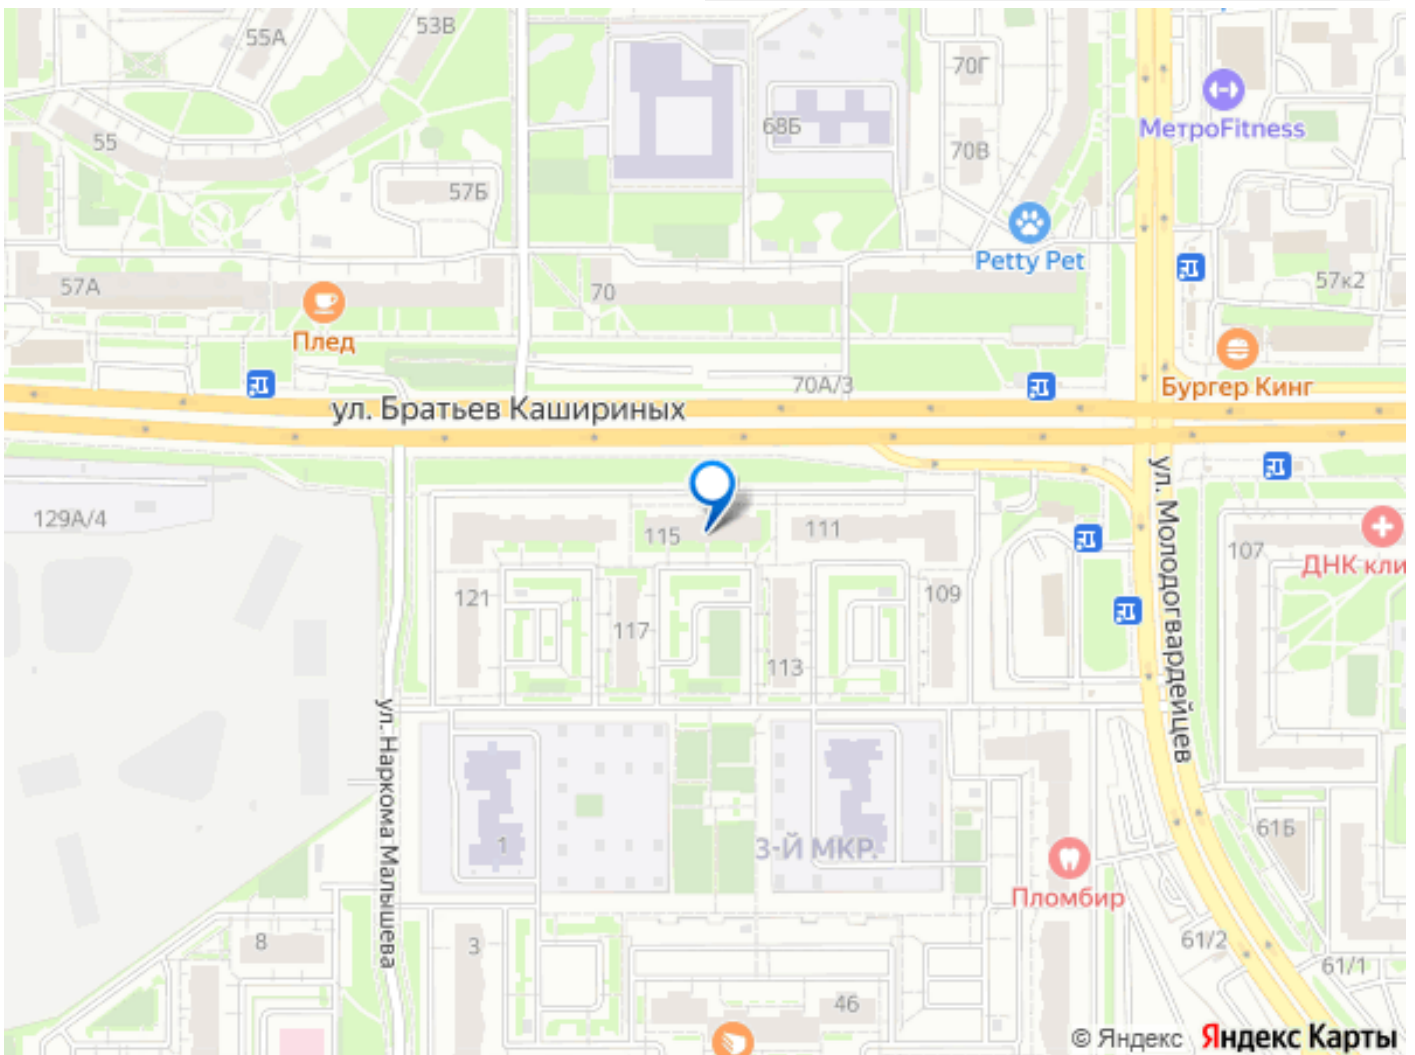 55А
53В
70Г
МетроFitness
68Б
55
70В
57Б
Petty Pet
57А
70
57к2
Плед
70А/3
Бургер Кинг
ул. Братьев Кашириных
ул. Молодогвардейцев
129А/4
115
111
107
ДНК кли
121
109
117
113
ул. Наркома Малышева
1
3-Й МКР.
61Б
Пломбир
8
3
61/2
61/1
46
© Яндекс Яндекс Карты